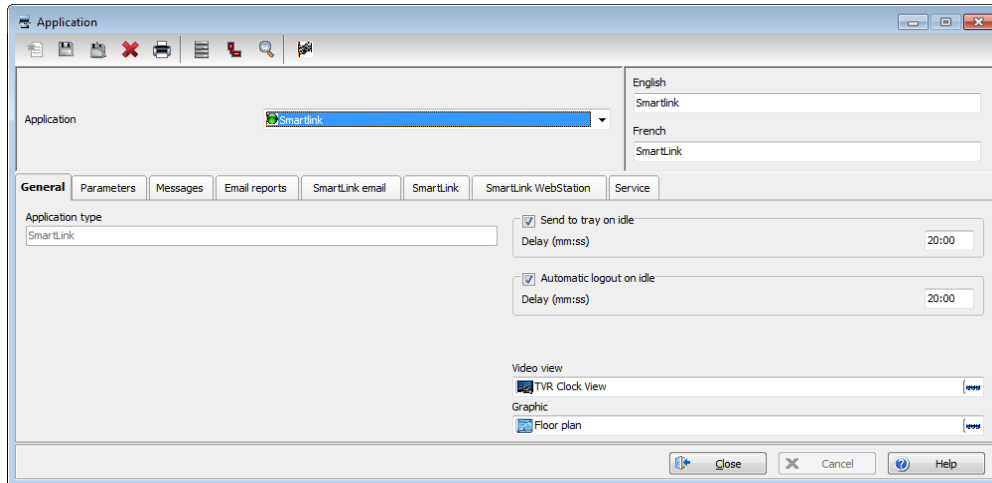 Application
English
Smartlink
Application
Smartlink
French
SmartLink
General Parameters Messages Email reports SmartLink email SmartLink SmartLink WebStation Service
Application type
SmartLink
Send to tray on idle
Delay (mm:ss) 20:00
Automatic logout on idle
Delay (mm:ss) 20:00
Video view
TVR Clock View
Graphic
Floor plan
Close Cancel Help